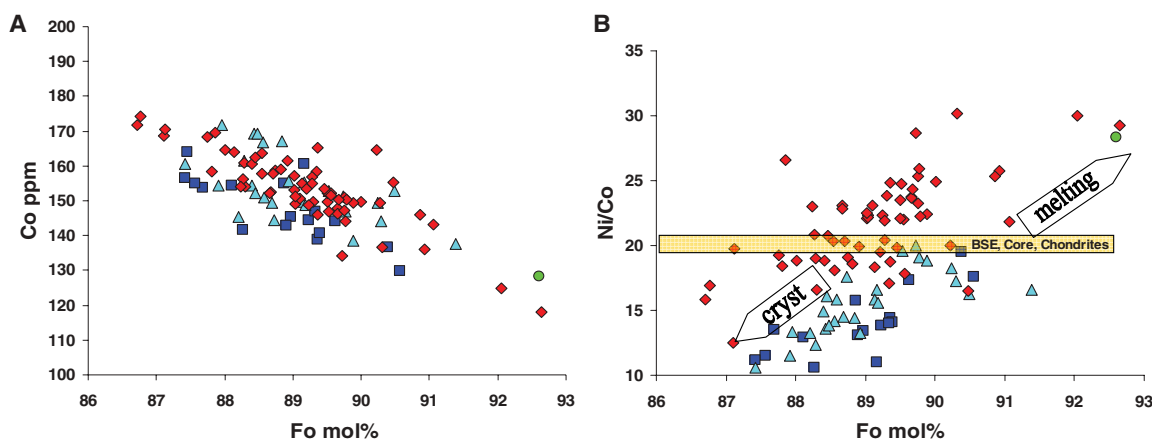 A
Co ppm
200
190
180
170
160
150
140
130
120
110
100
86 87 88 89 90 91 92 93
Fo mol%
B
Ni/Co
35
30
25
20
15
10
melting
BSE, Core, Chondrites
cryst
86 87 88 89 90 91 92 93
Fo mol%